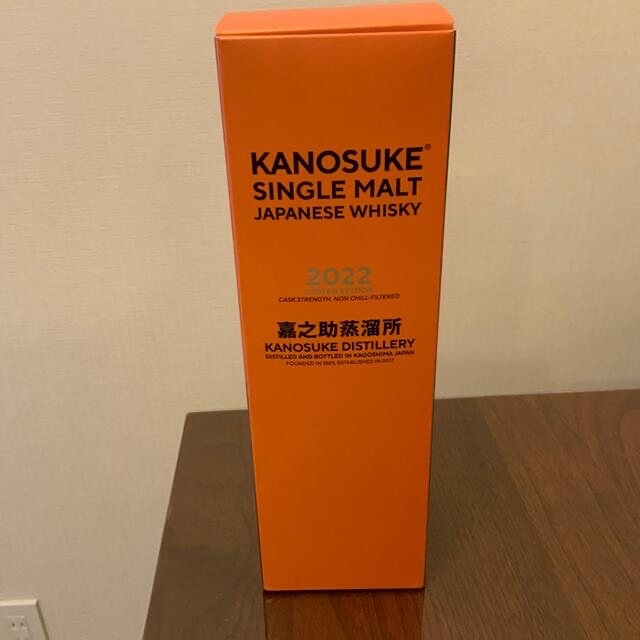 KANOSUKE®
SINGLE MALT
JAPANESE WHISKY
2022
LIMITED EDITION
CASK STRENGTH, NON CHILL-FILTERED
嘉之助蒸溜所
KANOSUKE DISTILLERY
DISTILLED AND BOTTLED IN KAGOSHIMA JAPAN
FOUNDED IN 1883, ESTABLISHED IN 2017